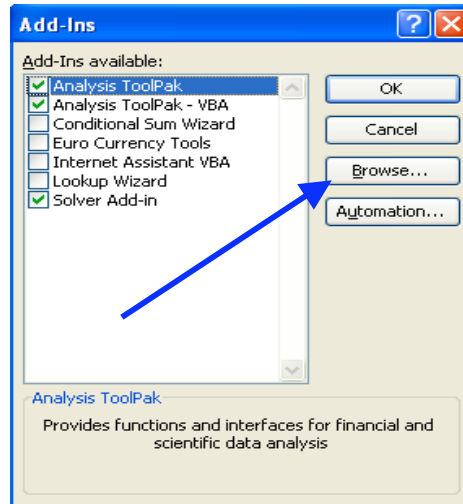 Add-Ins
Add-Ins available:
Analysis ToolPak
Analysis ToolPak - VBA
Conditional Sum Wizard
Euro Currency Tools
Internet Assistant VBA
Lookup Wizard
Solver Add-in
OK
Cancel
Browse...
Automation...
Analysis ToolPak
Provides functions and interfaces for financial and
scientific data analysis